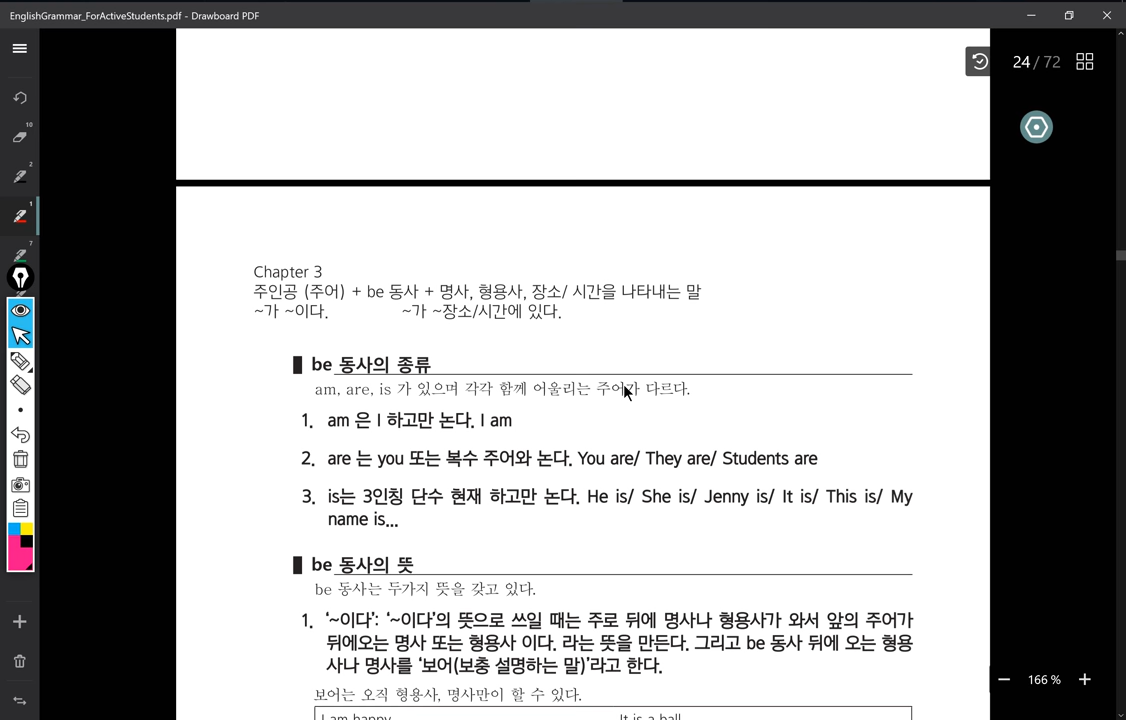 EnglishGrammar_ForActiveStudents.pdf - Drawboard PDF
24 / 72
10
2
1
7
Chapter 3
주인공 (주어) + be 동사 + 명사, 형용사, 장소/ 시간을 나타내는 말
~가 ~이다. ~가 ~장소/시간에 있다.
be 동사의 종류
am, are, is 가 있으며 각각 함께 어울리는 주어가 다르다.
1. am 은 I 하고만 논다. I am
2. are 는 you 또는 복수 주어와 논다. You are/ They are/ Students are
3. is는 3인칭 단수 현재 하고만 논다. He is/ She is/ Jenny is/ It is/ This is/ My
name is...
be 동사의 뜻
be 동사는 두가지 뜻을 갖고 있다.
1. ‘~이다’: ‘~이다’의 뜻으로 쓰일 때는 주로 뒤에 명사나 형용사가 와서 앞의 주어가
뒤에오는 명사 또는 형용사 이다. 라는 뜻을 만든다. 그리고 be 동사 뒤에 오는 형용
사나 명사를 ‘보어(보충 설명하는 말)’라고 한다.
166 %
보어는 오직 형용사, 명사만이 할 수 있다.
I am happy It is a ball